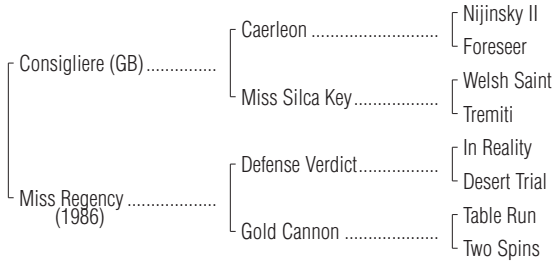 Nijinsky II
Caerleon ...............................
Foreseer
Consigliere (GB) ................
Welsh Saint
Miss Silca Key ....................
Tremiti
In Reality
Defense Verdict ...................
Desert Trial
Miss Regency ....................
(1986)
Table Run
Gold Cannon ......................
Two Spins